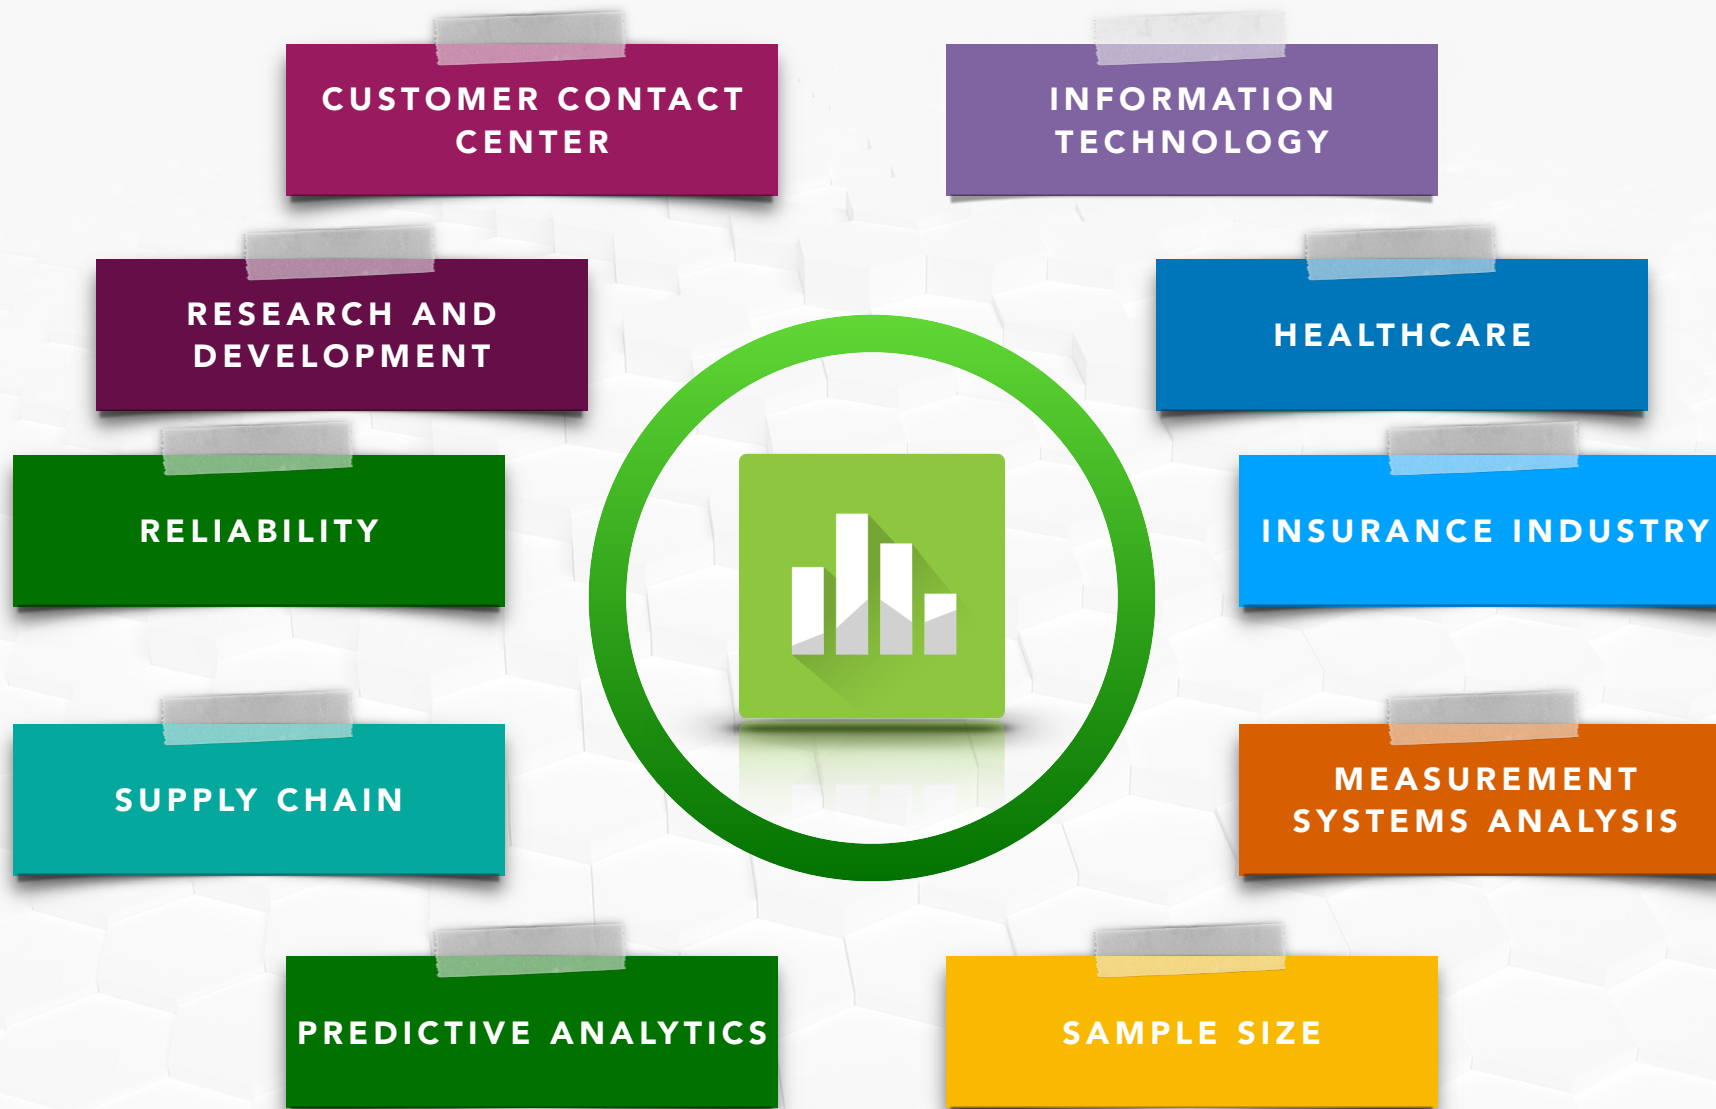 CUSTOMER CONTACT
CENTER
INFORMATION
TECHNOLOGY
RESEARCH AND
DEVELOPMENT
HEALTHCARE
RELIABILITY
INSURANCE INDUSTRY
SUPPLY CHAIN
MEASUREMENT
SYSTEMS ANALYSIS
PREDICTIVE ANALYTICS
SAMPLE SIZE